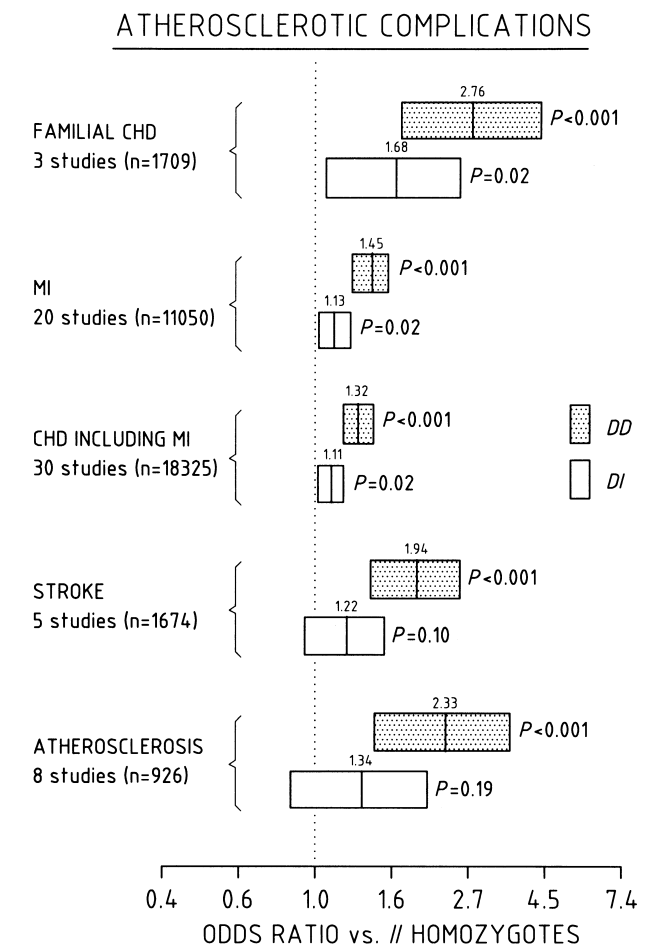 ATHEROSCLEROTIC COMPLICATIONS
2.76
FAMILIAL CHD
P<0.001
3 studies (n=1709)
1.68
P=0.02
1.45
MI
P<0.001
20 studies (n=11050)
1.13
P=0.02
1.32
CHD INCLUDING MI
P<0.001
DD
30 studies (n=18325)
1.11
P=0.02
DI
1.94
STROKE
P<0.001
5 studies (n=1674)
1.22
P=0.10
2.33
ATHEROSCLEROSIS
P<0.001
8 studies (n=926)
1.34
P=0.19
0.4 0.6 1.0 1.6 2.7 4.5 7.4
ODDS RATIO vs. II HOMOZYGOTES